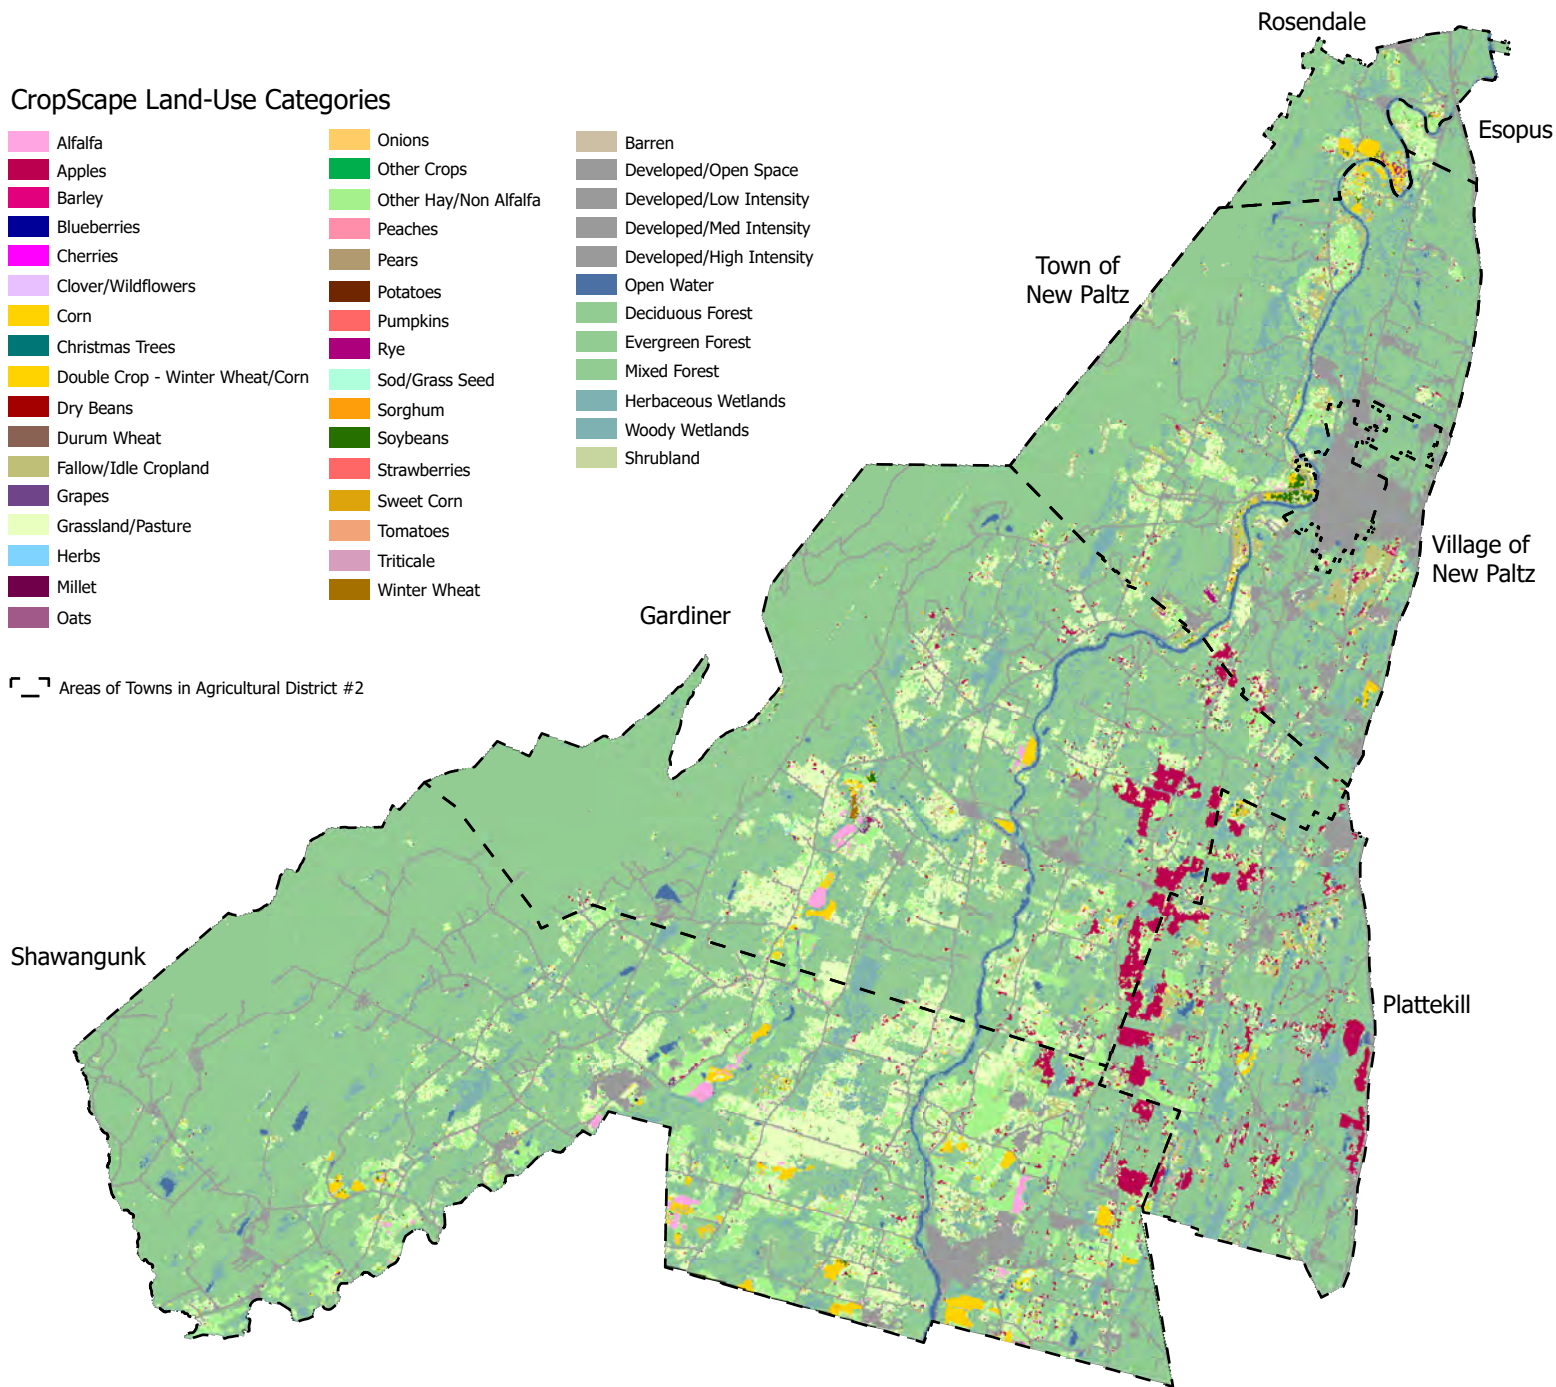 CropScape Land-Use Categories
Alfalfa
Apples
Barley
Blueberries
Cherries
Clover/Wildflowers
Corn
Christmas Trees
Double Crop - Winter Wheat/Corn
Dry Beans
Durum Wheat
Fallow/Idle Cropland
Grapes
Grassland/Pasture
Herbs
Millet
Oats
Onions
Other Crops
Other Hay/Non Alfalfa
Peaches
Pears
Potatoes
Pumpkins
Rye
Sod/Grass Seed
Sorghum
Soybeans
Strawberries
Sweet Corn
Tomatoes
Triticale
Winter Wheat
Barren
Developed/Open Space
Developed/Low Intensity
Developed/Med Intensity
Developed/High Intensity
Open Water
Deciduous Forest
Evergreen Forest
Mixed Forest
Herbaceous Wetlands
Woody Wetlands
Shrubland
Areas of Towns in Agricultural District #2
Rosendale
Esopus
Town of
New Paltz
Village of
New Paltz
Gardiner
Shawangunk
Plattekill